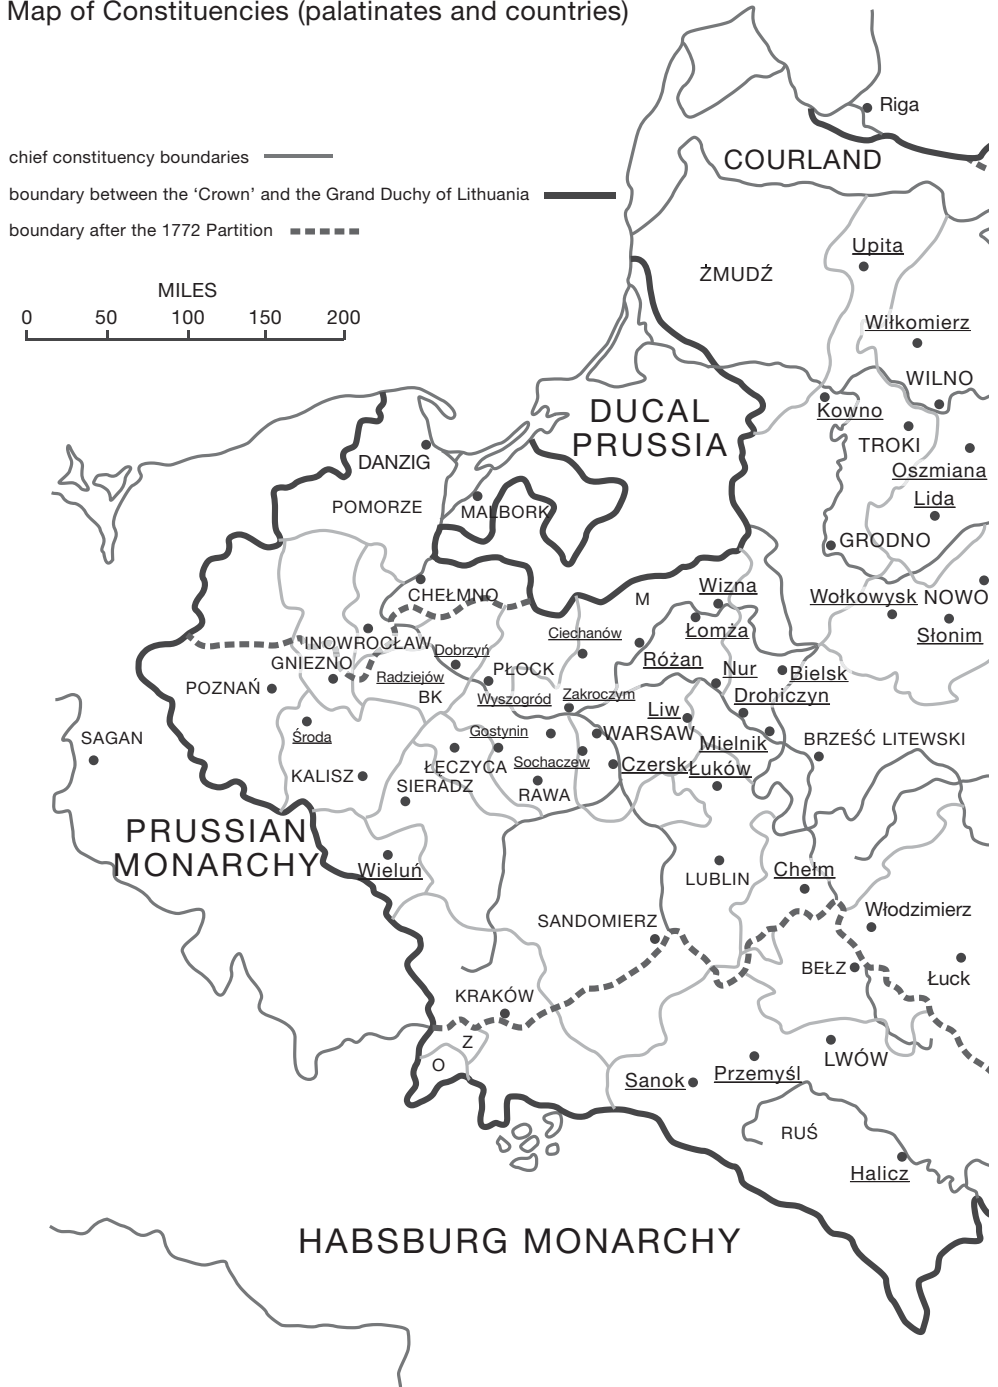 Map of Constituencies (palatinates and countries)
Riga
chief constituency boundaries
COURLAND
boundary between the ‘Crown’ and the Grand Duchy of Lithuania
boundary after the 1772 Partition
Upita
ŻMUDŹ
MILES
0 50 100 150 200
Wiłkomierz
WILNO
DUCAL
PRUSSIA
Kowno
TROKI
DANZIG
Oszmiana
POMORZE
MALBORK
Lida
GRODNO
Wizna
CHEŁMNO
M
Wołkowysk
NOWO
Ciechanów
Łomża
Słonim
INOWROCŁAW
Dobrzyń
GNIEZNO
Różan
PŁOCK
Nur
Bielsk
Radziejów
POZNAŃ
BK
Wyszogród
Zakroczym
Drohiczyn
Liw
Środa
Gostynin
WARSAW
SAGAN
Mielnik
BRZEŚĆ LITEWSKI
ŁĘCZYCA
Sochaczew
Czersk
Łuków
KALISZ
SIERADZ
RAWA
PRUSSIAN
MONARCHY
Wieluń
LUBLIN
Chełm
SANDOMIERZ
Włodzimierz
BEŁZ
Łuck
KRAKÓW
Z
O
LWÓW
Sanok
Przemyśl
RUŚ
Halicz
HABSBURG MONARCHY